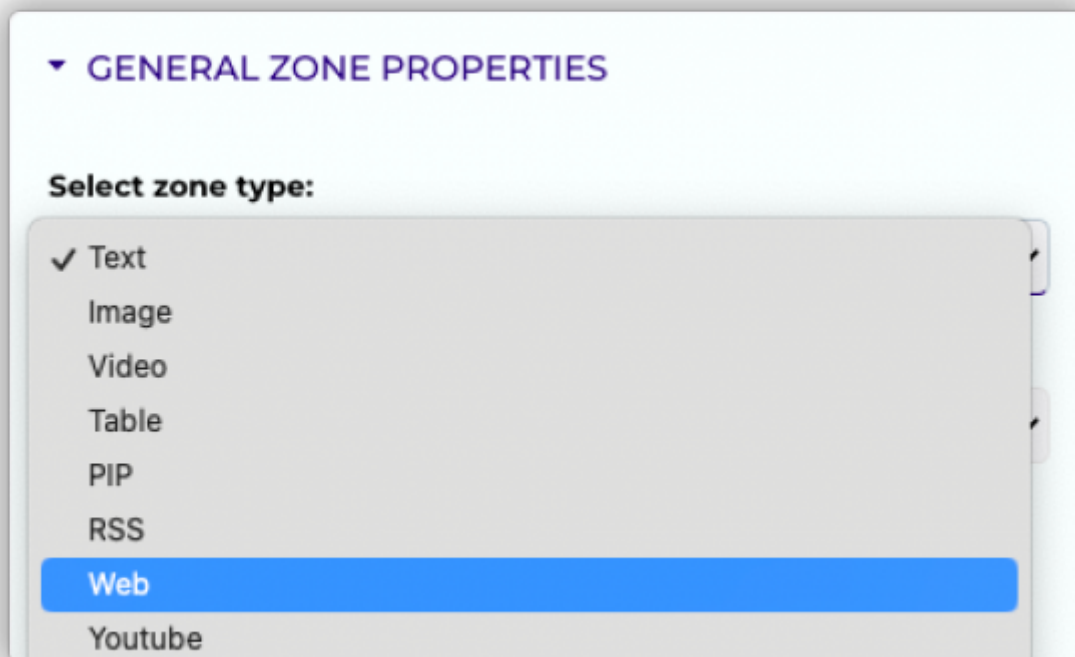 GENERAL ZONE PROPERTIES
Select zone type:
Text
Image
Video
Table
PIP
RSS
Web
Youtube